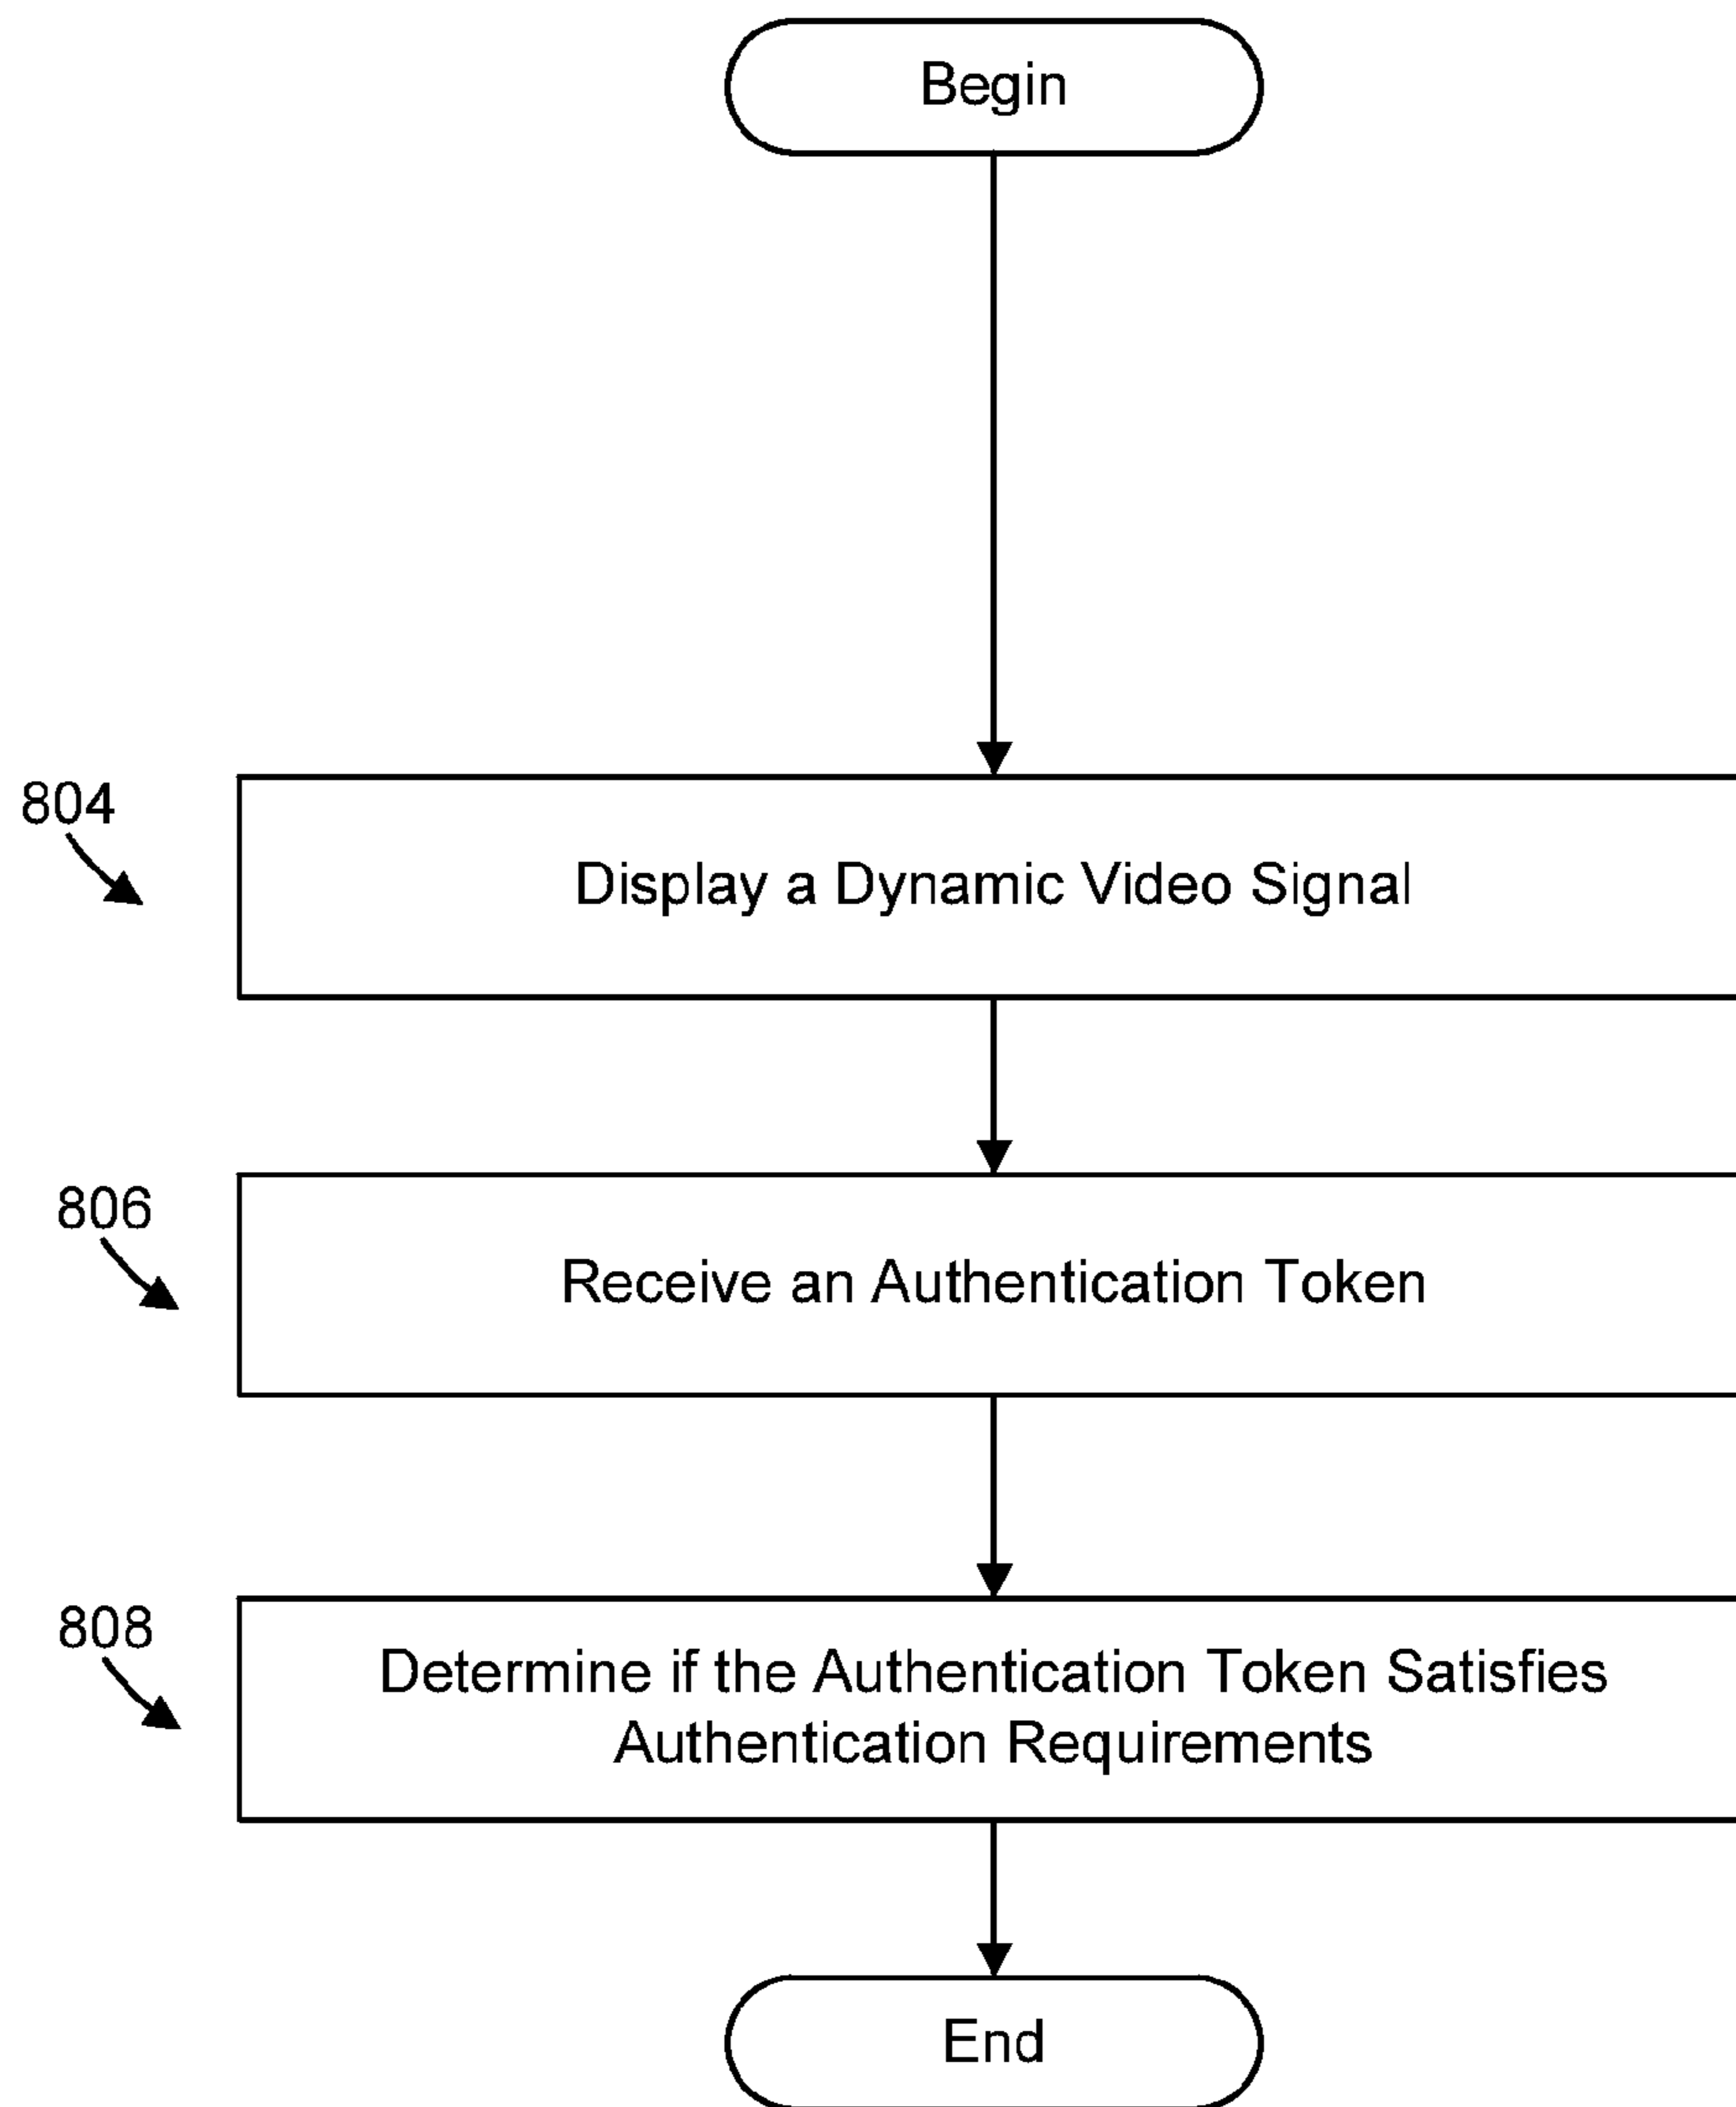 Begin
804
Display a Dynamic Video Signal
806
Receive an Authentication Token
808
Determine if the Authentication Token Satisfies
Authentication Requirements
End